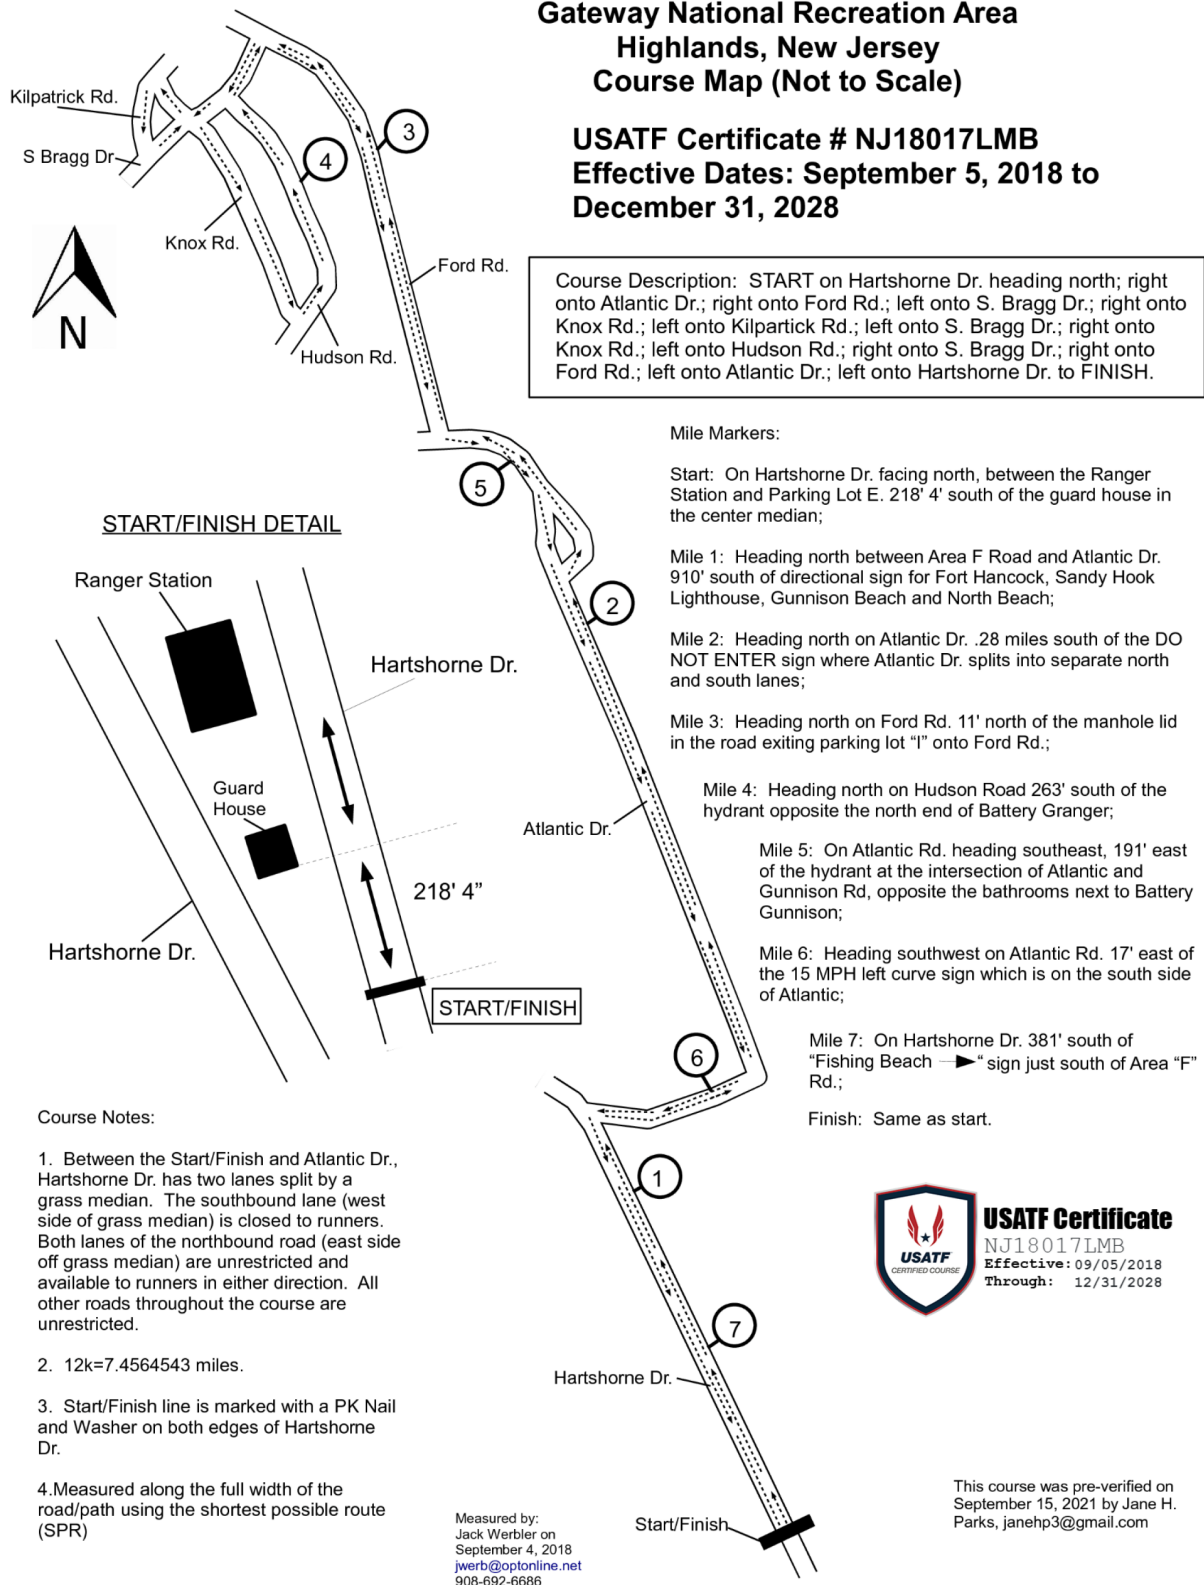 Gateway National Recreation Area
Highlands, New Jersey
Course Map (Not to Scale)
USATF Certificate # NJ18017LMB
Effective Dates: September 5, 2018 to
December 31, 2028
Kilpatrick Rd.
S Bragg Dr
3
4
Knox Rd.
Ford Rd.
Hudson Rd.
N
Course Description: START on Hartshorne Dr. heading north; right
onto Atlantic Dr.; right onto Ford Rd.; left onto S. Bragg Dr.; right onto
Knox Rd.; left onto Kilpartick Rd.; left onto S. Bragg Dr.; right onto
Knox Rd.; left onto Hudson Rd.; right onto S. Bragg Dr.; right onto
Ford Rd.; left onto Atlantic Dr.; left onto Hartshorne Dr. to FINISH.
5
2
Atlantic Dr.
6
1
7
Hartshorne Dr.
Start/Finish
START/FINISH DETAIL
Ranger Station
Hartshorne Dr.
Guard
House
218' 4”
Hartshorne Dr.
START/FINISH
Mile Markers:
Start: On Hartshorne Dr. facing north, between the Ranger
Station and Parking Lot E. 218' 4' south of the guard house in
the center median;
Mile 1: Heading north between Area F Road and Atlantic Dr.
910' south of directional sign for Fort Hancock, Sandy Hook
Lighthouse, Gunnison Beach and North Beach;
Mile 2: Heading north on Atlantic Dr. .28 miles south of the DO
NOT ENTER sign where Atlantic Dr. splits into separate north
and south lanes;
Mile 3: Heading north on Ford Rd. 11' north of the manhole lid
in the road exiting parking lot “I” onto Ford Rd.;
Mile 4: Heading north on Hudson Road 263' south of the
hydrant opposite the north end of Battery Granger;
Mile 5: On Atlantic Rd. heading southeast, 191' east
of the hydrant at the intersection of Atlantic and
Gunnison Rd, opposite the bathrooms next to Battery
Gunnison;
Mile 6: Heading southwest on Atlantic Rd. 17' east of
the 15 MPH left curve sign which is on the south side
of Atlantic;
Mile 7: On Hartshorne Dr. 381' south of
“Fishing Beach “ sign just south of Area “F”
Rd.;
Finish: Same as start.
Course Notes:
1. Between the Start/Finish and Atlantic Dr.,
Hartshorne Dr. has two lanes split by a
grass median. The southbound lane (west
side of grass median) is closed to runners.
Both lanes of the northbound road (east side
off grass median) are unrestricted and
available to runners in either direction. All
other roads throughout the course are
unrestricted.
2. 12k=7.4564543 miles.
3. Start/Finish line is marked with a PK Nail
and Washer on both edges of Hartshorne
Dr.
4.Measured along the full width of the
road/path using the shortest possible route
(SPR)
Measured by:
Jack Werbler on
September 4, 2018
jwerb@optonline.net
908-692-6686
USATF
CERTIFIED COURSE
USATF Certificate
NJ18017LMB
Effective: 09/05/2018
Through: 12/31/2028
This course was pre-verified on
September 15, 2021 by Jane H.
Parks, janehp3@gmail.com